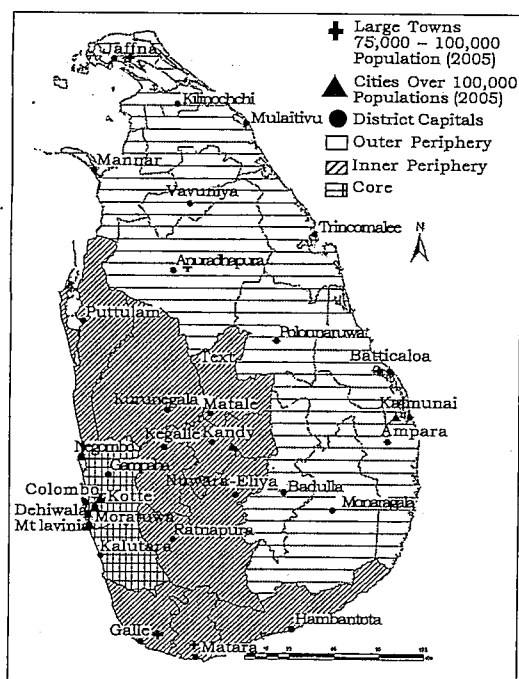 Large Towns
75,000 - 100,000
Population (2005)
Cities Over 100,000
Populations (2005)
District Capitals
Outer Periphery
Inner Periphery
Core
N
Jaffna
Kilinochchi
Mulaitivu
Mannar
Vavuniya
Trincomalee
Anuradhapura
Puttulam
Polonnaruwa
Text
Batticaloa
Kurunegala
Matale
Kalmunai
Kegalle
Kandy
Ampara
Negombo
Gampaha
Nuwara-Eliya
Badulla
Colombo
Kotte
Monaragala
Dehiwala
Moratuwa
Mt lavinia
Ratnapura
Kalutara
Hambantota
Galle
Matara